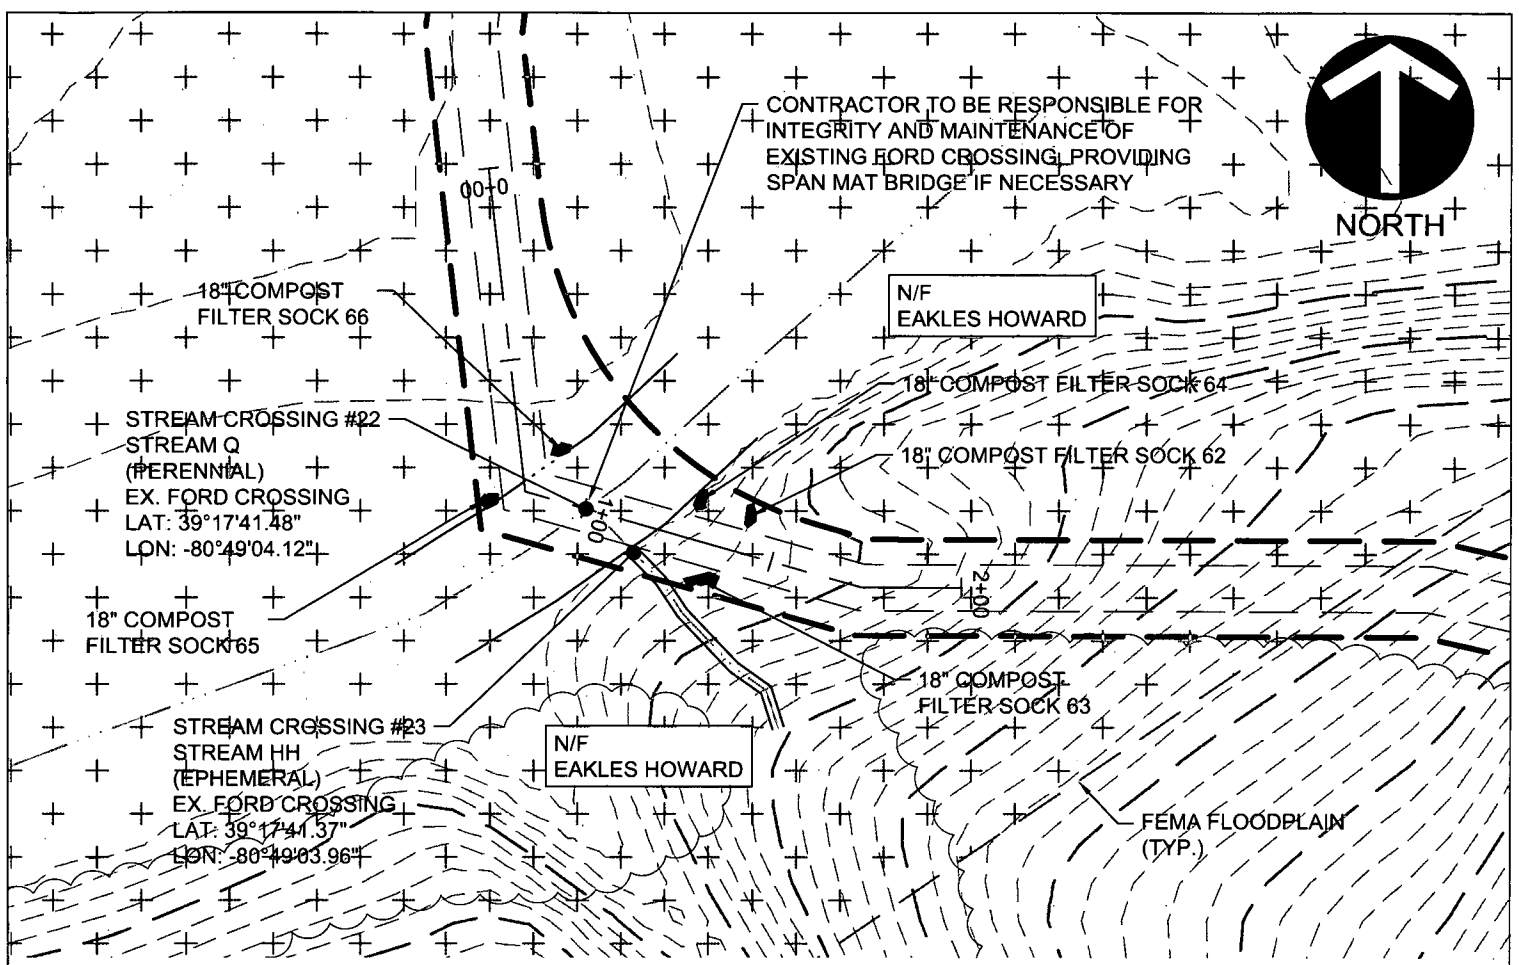 CONTRACTOR TO BE RESPONSIBLE FOR
INTEGRITY AND MAINTENANCE OF
EXISTING FORD CROSSING, PROVIDING
SPAN MAT BRIDGE IF NECESSARY
NORTH
0+00
18" COMPOST
FILTER SOCK 66
N/F
EAKLES HOWARD
18" COMPOST FILTER SOCK 64
STREAM CROSSING #22
STREAM Q
(PERENNIAL)
EX. FORD CROSSING
LAT: 39°17'41.48"
LON: -80°49'04.12"
18" COMPOST FILTER SOCK 62
1+00
2+00
18" COMPOST
FILTER SOCK 65
18" COMPOST
FILTER SOCK 63
STREAM CROSSING #23
STREAM HH
(EPHEMERAL)
EX. FORD CROSSING
LAT: 39°17'41.37"
LON: -80°49'03.96"
N/F
EAKLES HOWARD
FEMA FLOODPLAIN
(TYP.)